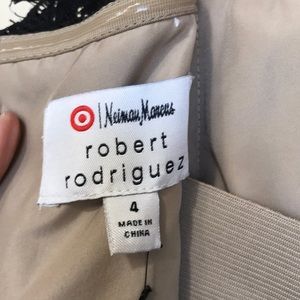 | Neiman Marcus
robert
rodriguez
4
MADE IN
CHINA